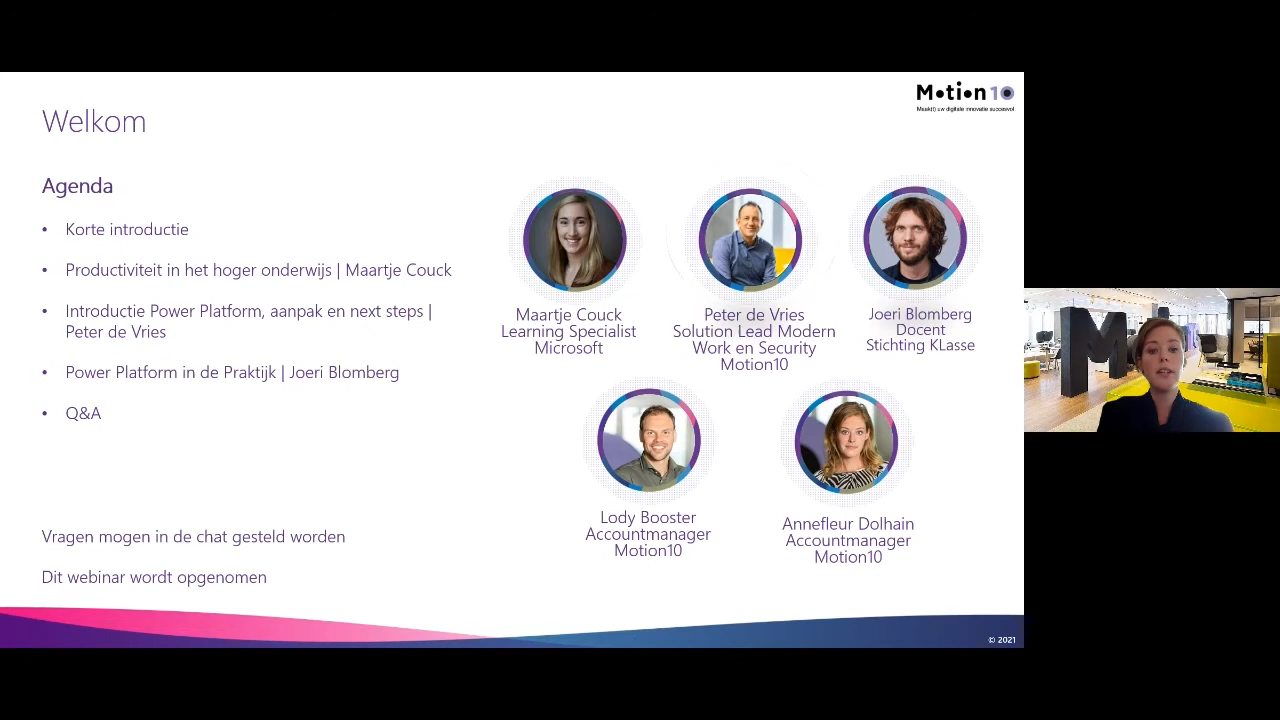 Motion10
Maak(t) uw digitale innovatie succesvol
Welkom
Agenda
• Korte introductie
• Productiviteit in het hoger onderwijs | Maartje Couck
• Introductie Power Platform, aanpak en next steps |
Peter de Vries
• Power Platform in de Praktijk | Joeri Blomberg
• Q&A
Vragen mogen in de chat gesteld worden
Dit webinar wordt opgenomen
Maartje Couck
Learning Specialist
Microsoft
Peter de Vries
Solution Lead Modern
Work en Security
Motion10
Joeri Blomberg
Docent
Stichting KLasse
Lody Booster
Accountmanager
Motion10
Annefleur Dolhain
Accountmanager
Motion10
© 2021